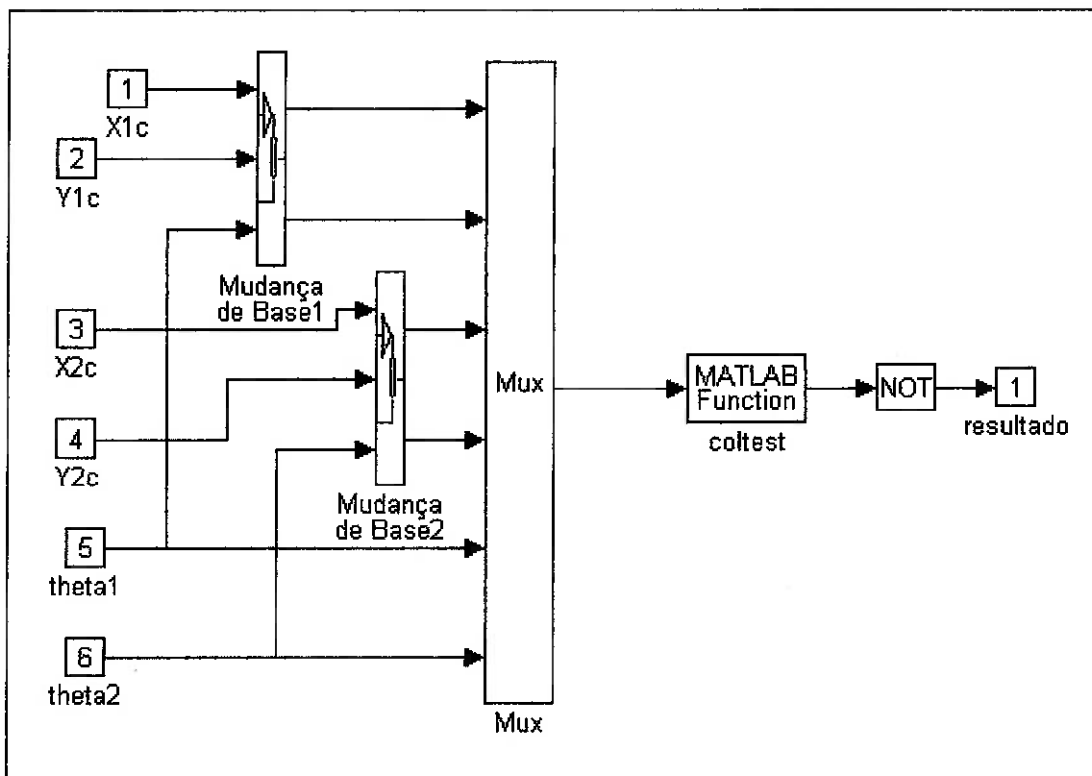 1
X1c
2
Y1c
Mudança
de Base1
3
X2c
4
Y2c
Mudança
de Base2
5
theta1
6
theta2
Mux
Mux
MATLAB
Function
coltest
NOT
1
resultado